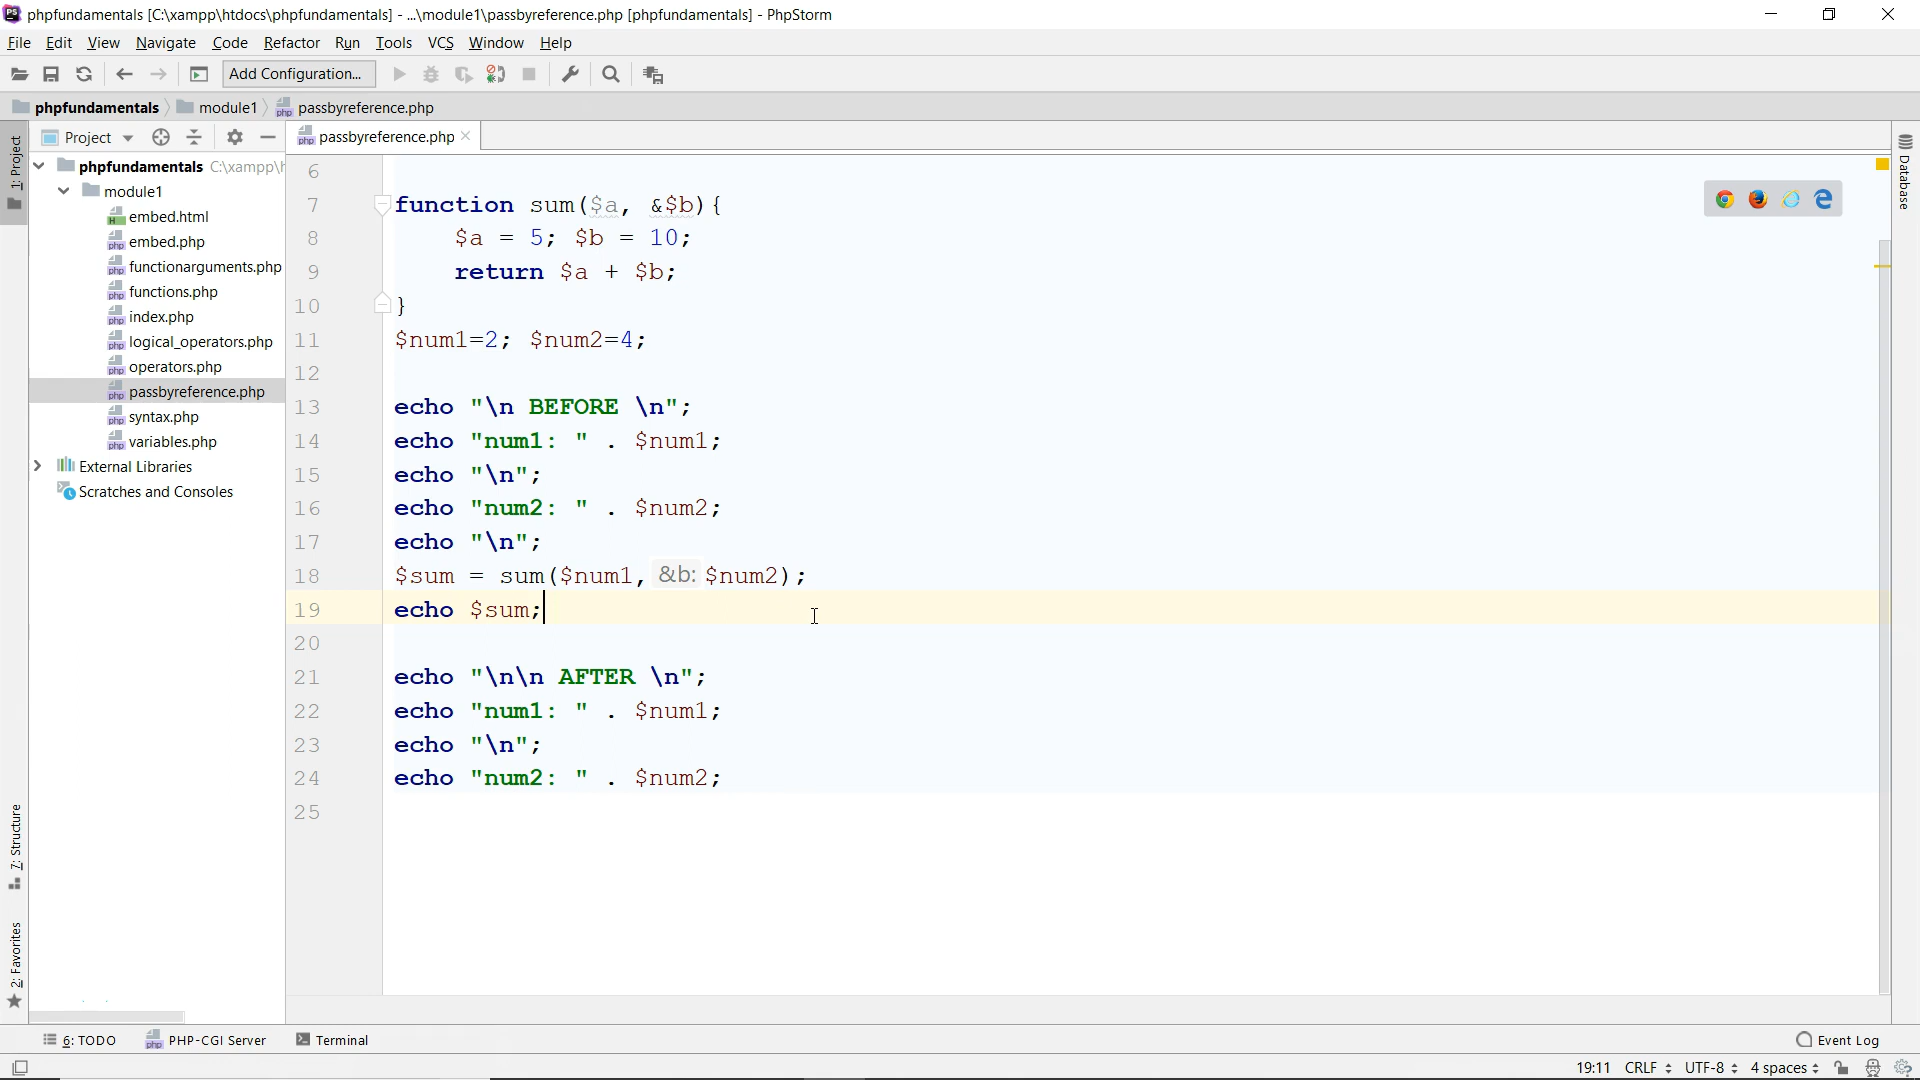 phpfundamentals [C:\xampp\htdocs\phpfundamentals] - ...\module1\passbyreference.php [phpfundamentals] - PhpStorm
File Edit View Navigate Code Refactor Run Tools VCS Window Help
Add Configuration...
phpfundamentals module1 passbyreference.php
Project
passbyreference.php
1: Project
phpfundamentals C:\xampp\h
module1
embed.html
embed.php
functionarguments.php
functions.php
index.php
logical_operators.php
operators.php
passbyreference.php
syntax.php
variables.php
External Libraries
Scratches and Consoles
7: Structure
2: Favorites
6
7 function sum($a, &$b){
8 $a = 5; $b = 10;
9 return $a + $b;
10 }
11 $num1=2; $num2=4;
12
13 echo "\n BEFORE \n";
14 echo "num1: " . $num1;
15 echo "\n";
16 echo "num2: " . $num2;
17 echo "\n";
18 $sum = sum($num1, &b: $num2);
19 echo $sum;
20
21 echo "\n\n AFTER \n";
22 echo "num1: " . $num1;
23 echo "\n";
24 echo "num2: " . $num2;
25
Database
6: TODO PHP-CGI Server Terminal Event Log
19:11 CRLF UTF-8 4 spaces